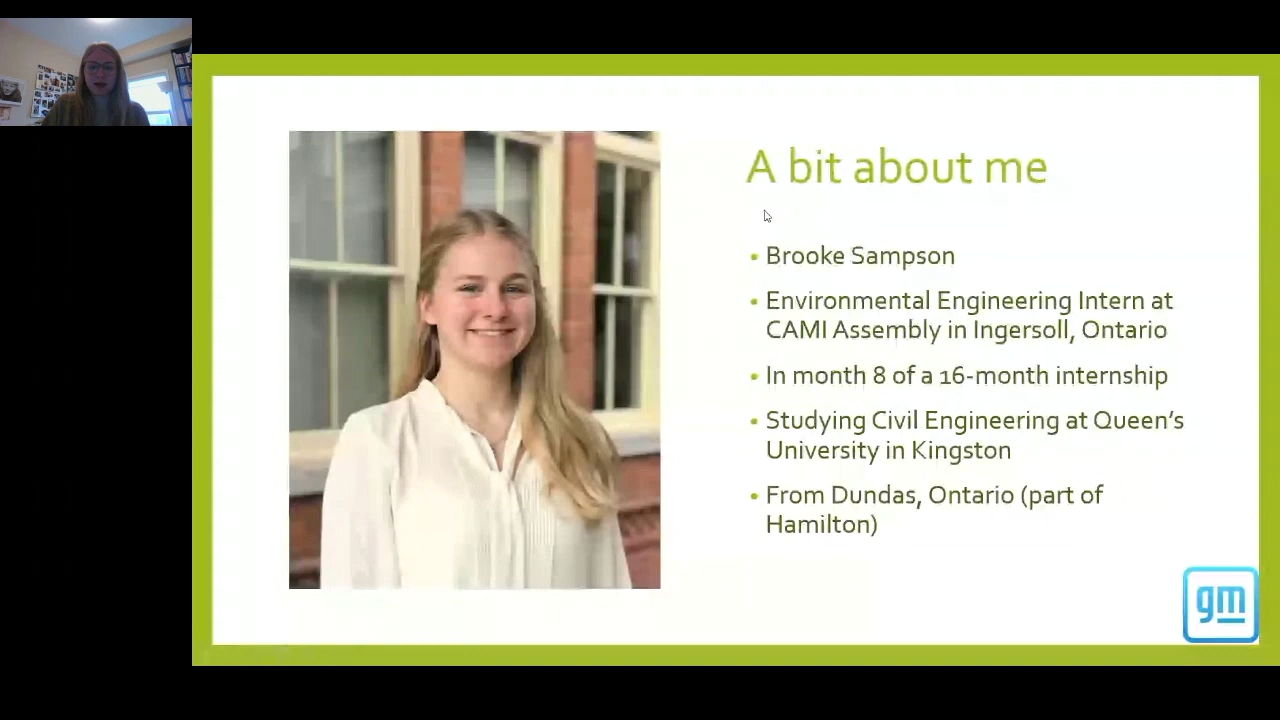 A bit about me
• Brooke Sampson
• Environmental Engineering Intern at
CAMI Assembly in Ingersoll, Ontario
• In month 8 of a 16-month internship
• Studying Civil Engineering at Queen’s
University in Kingston
• From Dundas, Ontario (part of
Hamilton)
gm